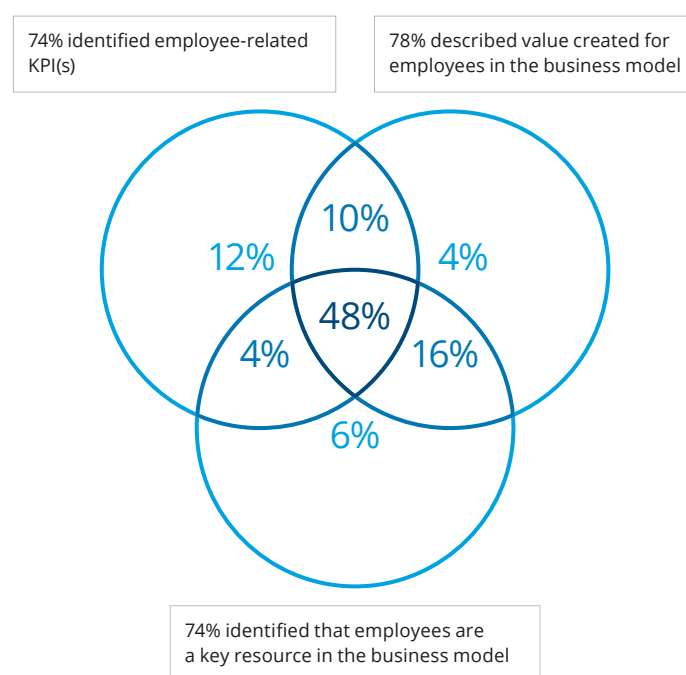 74% identified employee-related
KPI(s)
78% described value created for
employees in the business model
10%
12%
4%
48%
4%
16%
6%
74% identified that employees are
a key resource in the business model